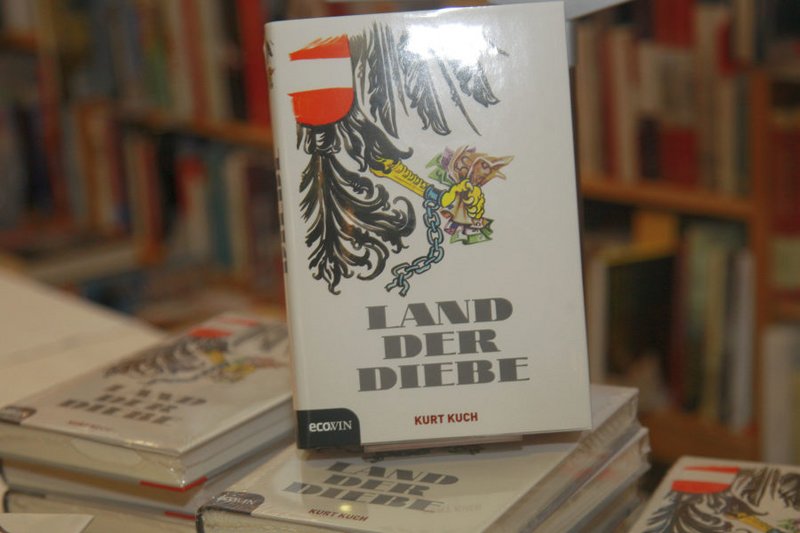 LAND
DER
DIEBE
KURT KUCH
ecoWIN
LAND
DER
DIEBE
LAND
DER
DIEBE
KURT KUCH